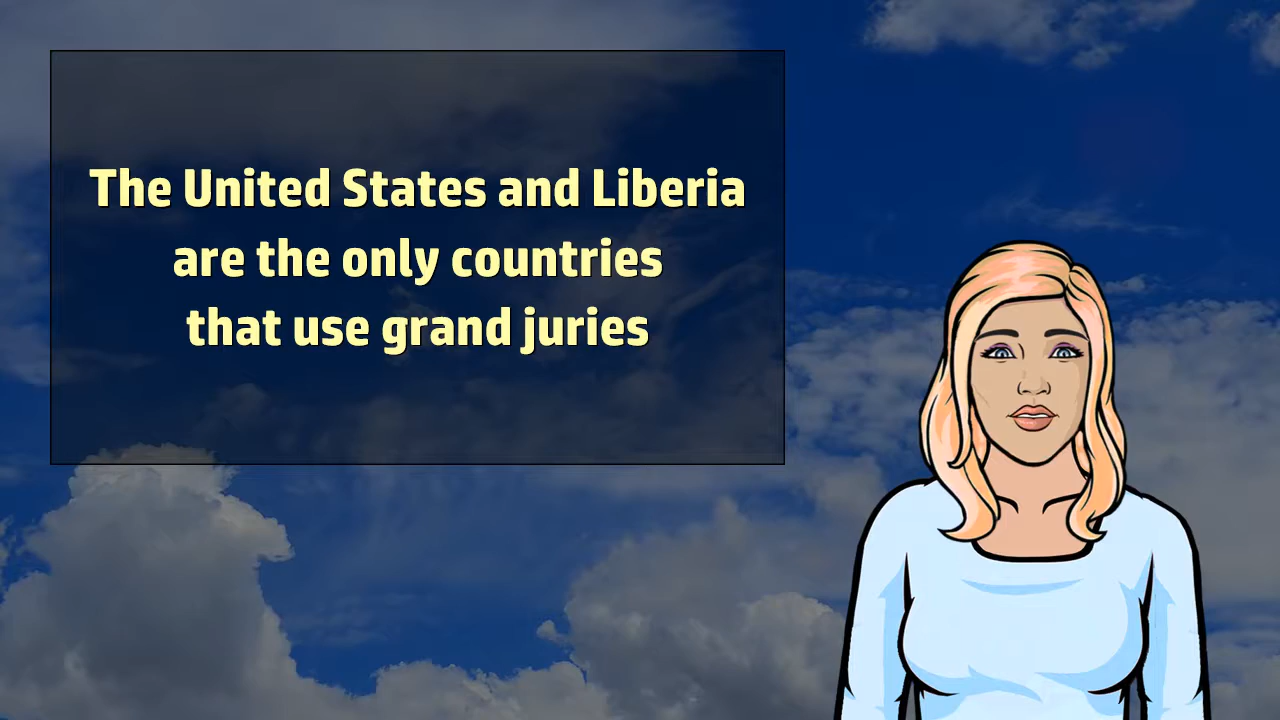 The United States and Liberia
are the only countries
that use grand juries